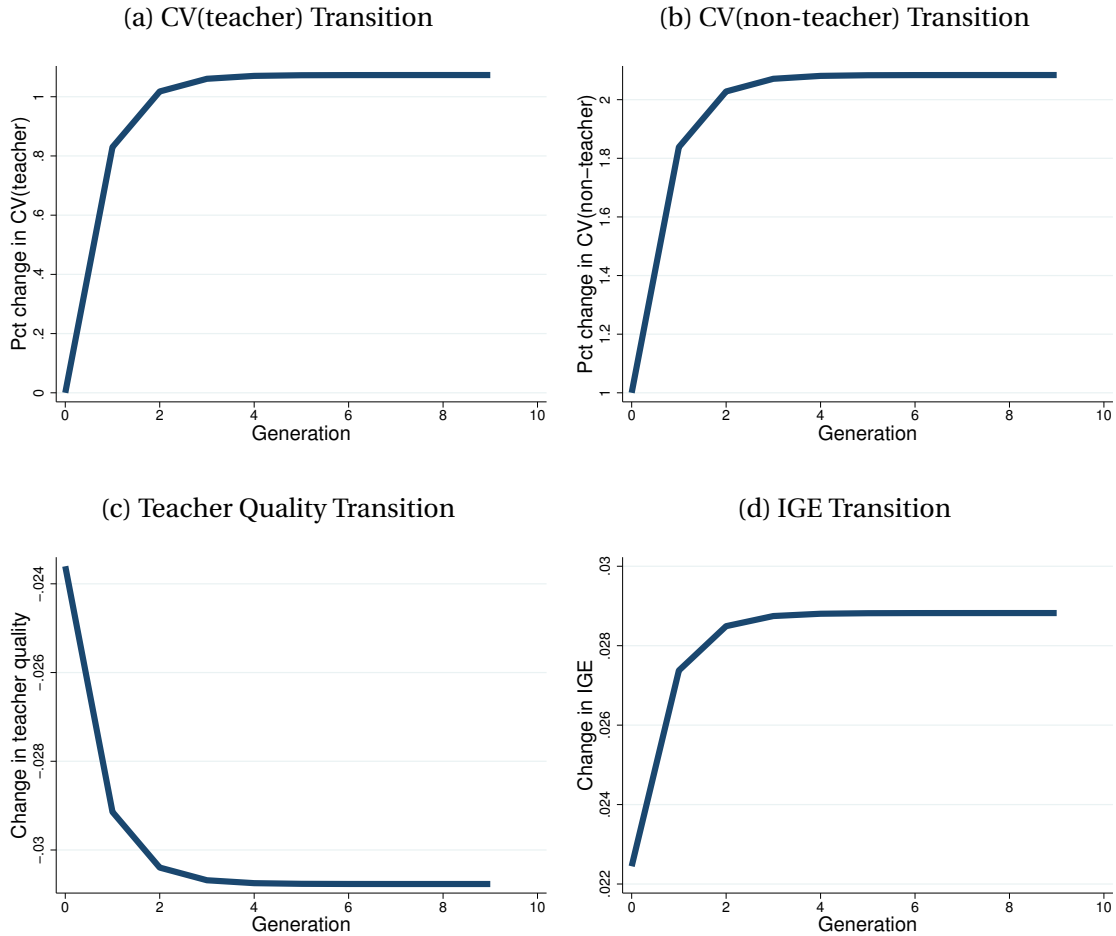 (a) CV(teacher) Transition
Pct change in CV(teacher)
1
.8
.6
.4
.2
0
0 2 4 6 8 10
Generation
(b) CV(non-teacher) Transition
Pct change in CV(non−teacher)
2
1.8
1.6
1.4
1.2
1
0 2 4 6 8 10
Generation
(c) Teacher Quality Transition
Change in teacher quality
−.024
−.026
−.028
−.03
0 2 4 6 8 10
Generation
(d) IGE Transition
Change in IGE
.03
.028
.026
.024
.022
0 2 4 6 8 10
Generation